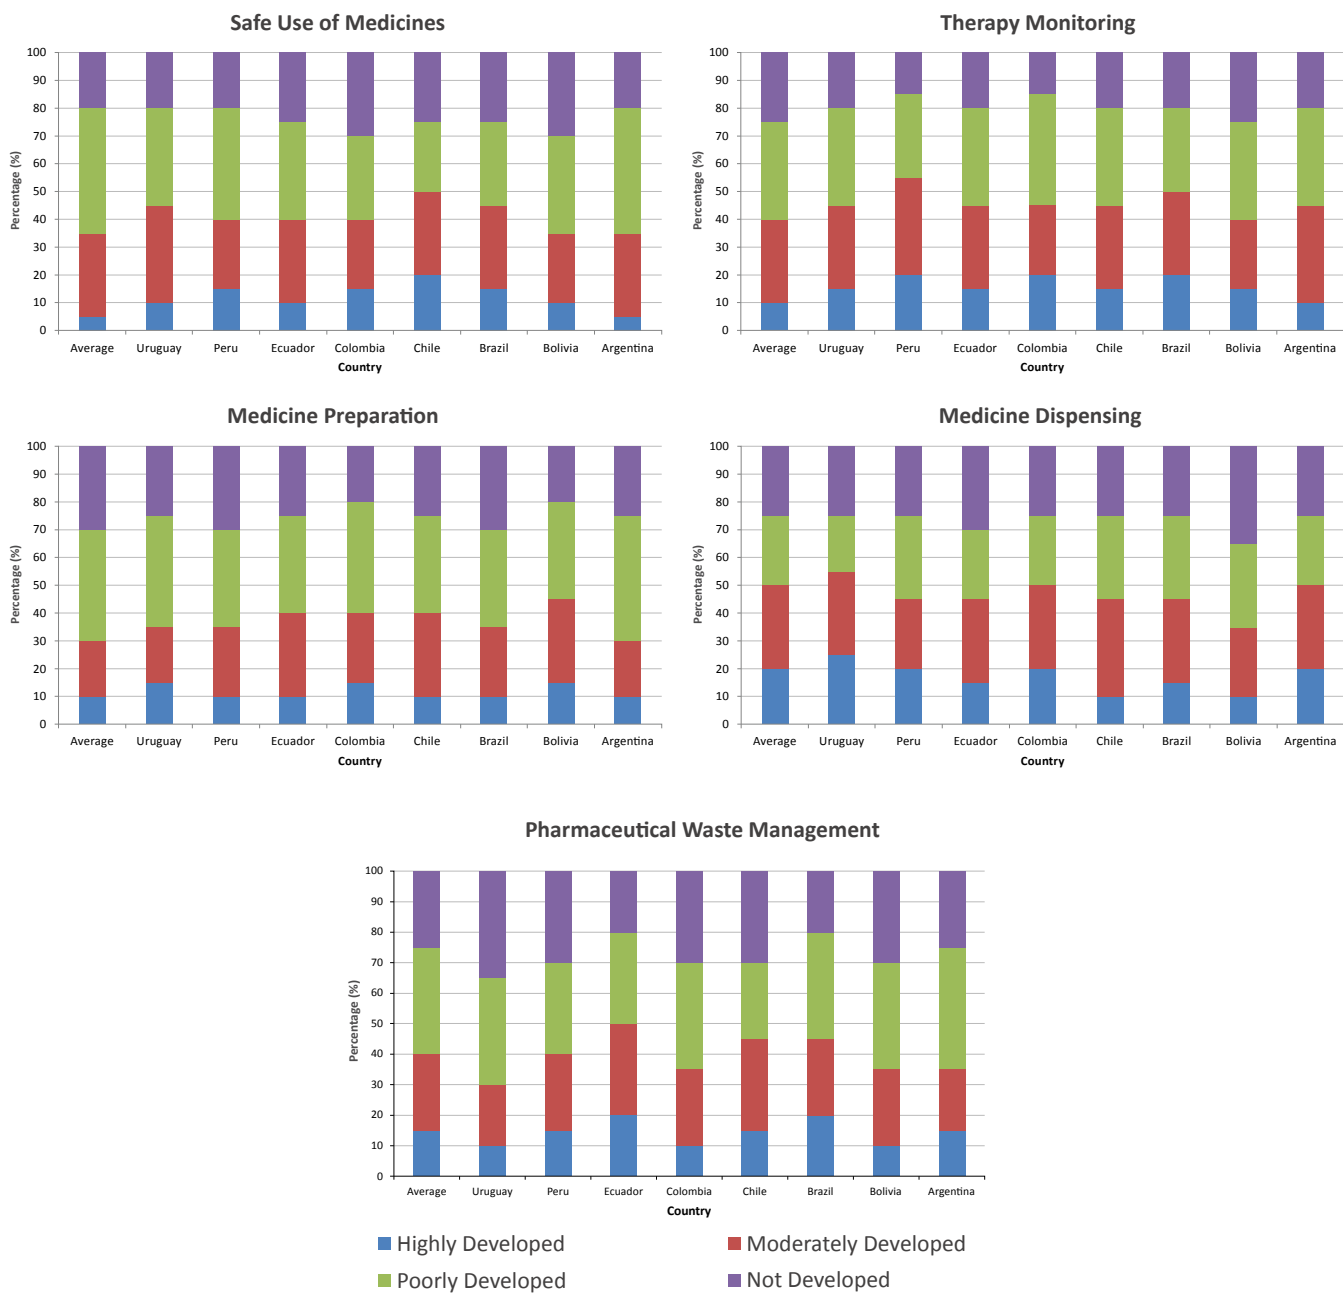 Safe Use of Medicines
100
90
80
70
60
50
40
30
20
10
0
Percentage (%)
Average Uruguay Peru Ecuador Colombia Chile Brazil Bolivia Argentina
Country
Therapy Monitoring
100
90
80
70
60
50
40
30
20
10
0
Percentage (%)
Average Uruguay Peru Ecuador Colombia Chile Brazil Bolivia Argentina
Country
Medicine Preparation
100
90
80
70
60
50
40
30
20
10
0
Percentage (%)
Average Uruguay Peru Ecuador Colombia Chile Brazil Bolivia Argentina
Country
Medicine Dispensing
100
90
80
70
60
50
40
30
20
10
0
Percentage (%)
Average Uruguay Peru Ecuador Colombia Chile Brazil Bolivia Argentina
Country
Pharmaceutical Waste Management
100
90
80
70
60
50
40
30
20
10
0
Percentage (%)
Average Uruguay Peru Ecuador Colombia Chile Brazil Bolivia Argentina
Country
Highly Developed Moderately Developed
Poorly Developed Not Developed